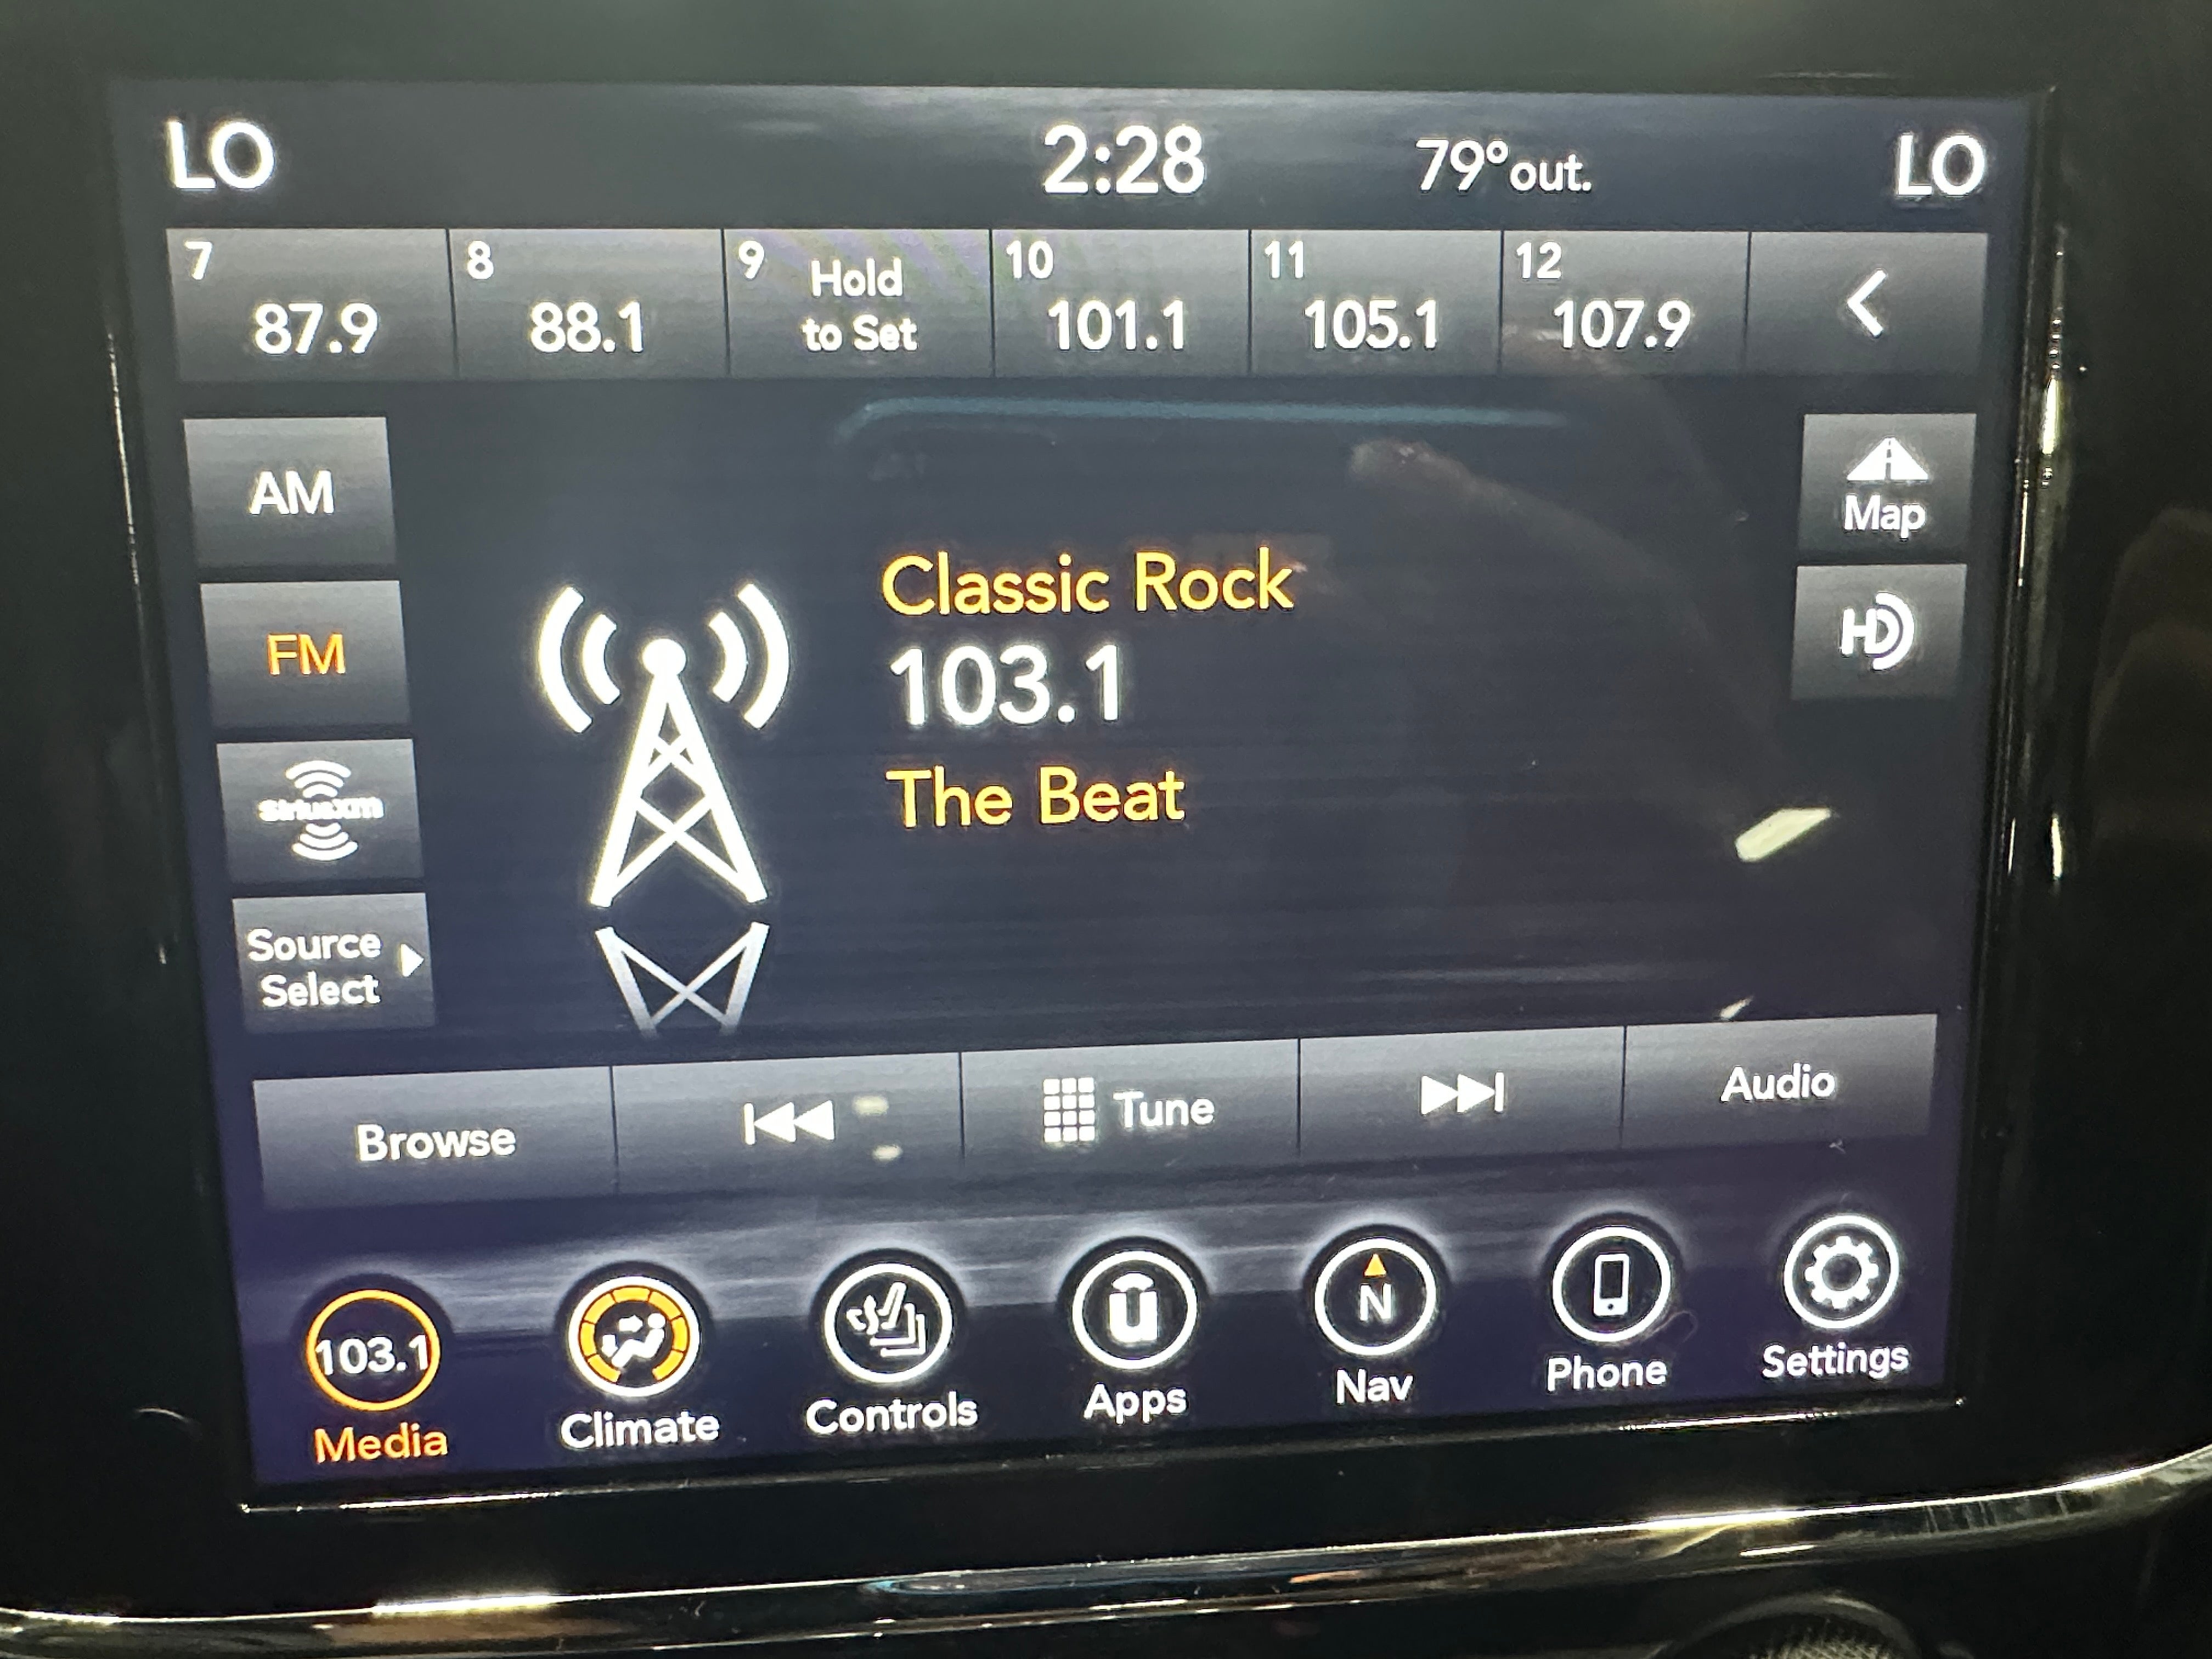 LO 2:28 79° out. LO
7 8 9 Hold 10 11 12
87.9 88.1 to Set 101.1 105.1 107.9
AM
Map
Classic Rock
HD
FM
103.1
siriusxm
The Beat
Source
Select
Browse Tune Audio
103.1 u N
Media Climate Controls Apps Nav Phone Settings